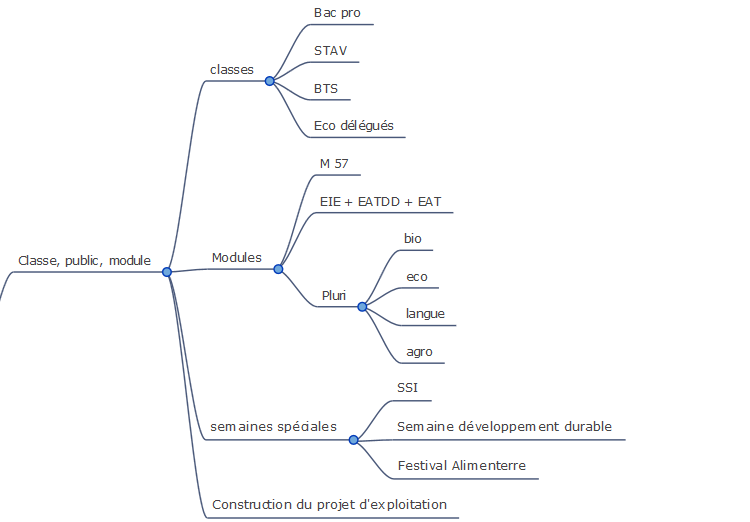 Bac pro
STAV
classes
BTS
Eco délégués
M 57
EIE + EATDD + EAT
bio
Classe, public, module
Modules
eco
Pluri
langue
agro
SSI
semaines spéciales
Semaine développement durable
Festival Alimenterre
Construction du projet d'exploitation